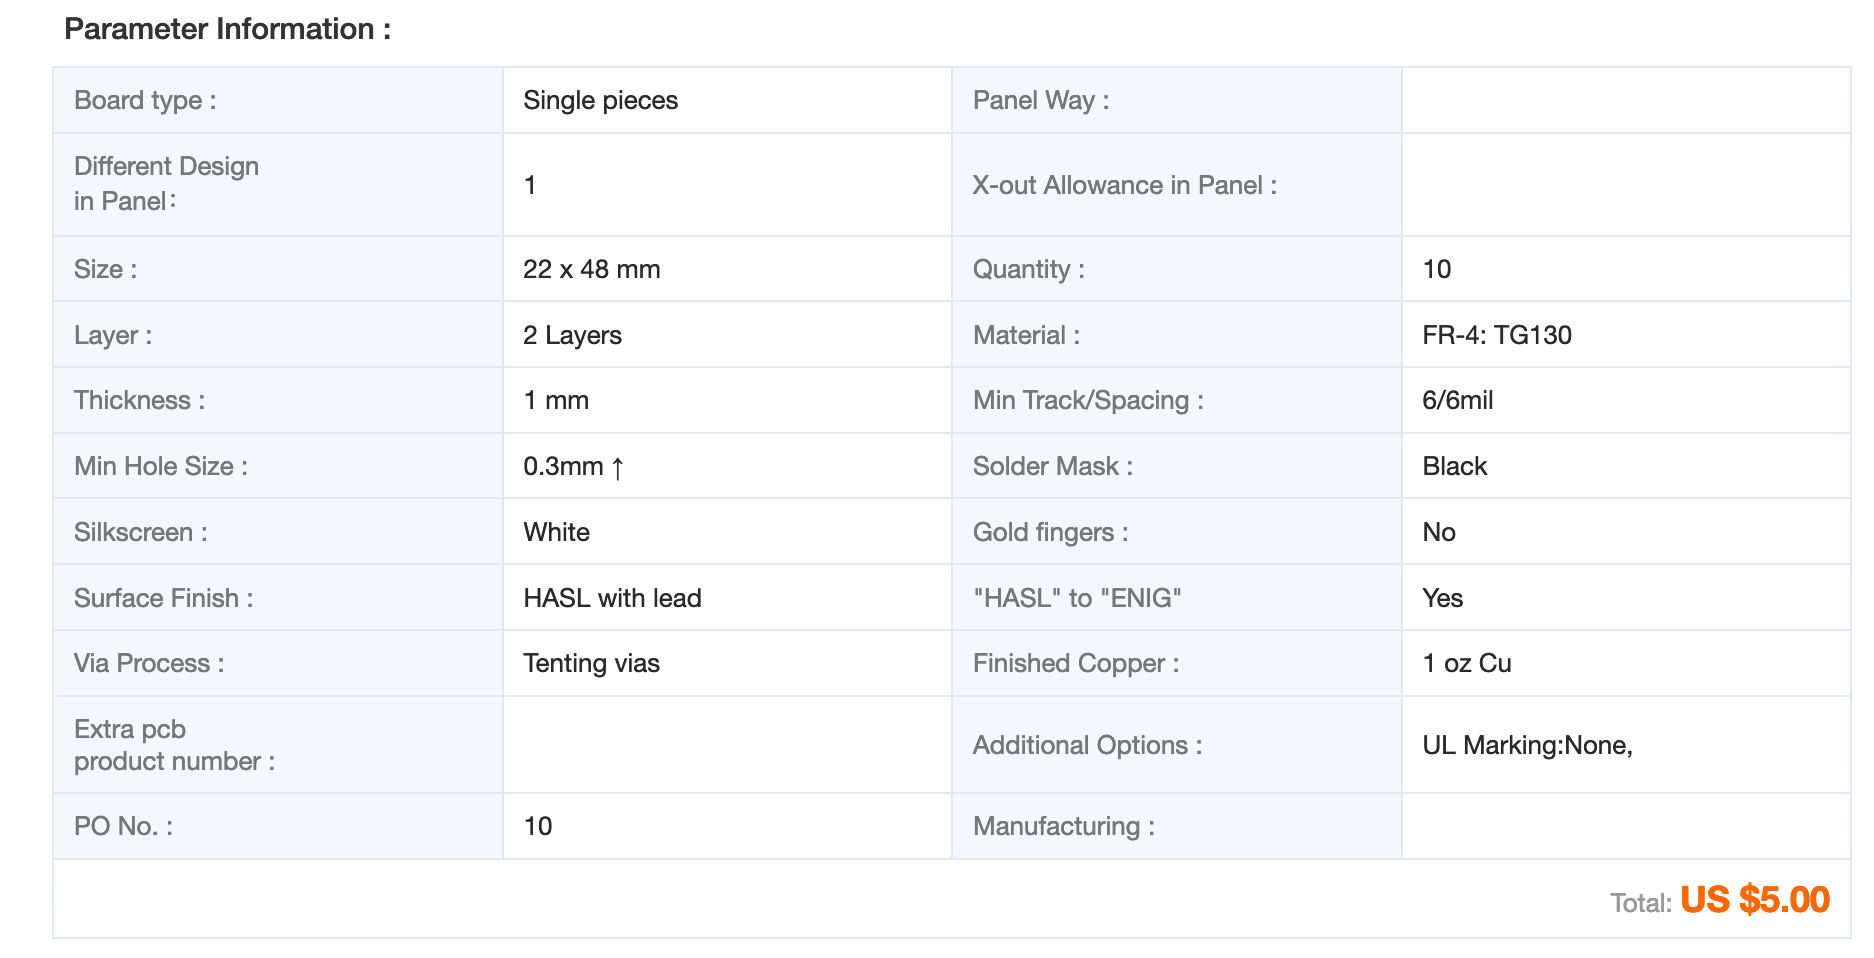 Parameter Information :
Board type :
Single pieces
Panel Way :
Different Design
in Panel：
1
X-out Allowance in Panel :
Size :
22 x 48 mm
Quantity :
10
Layer :
2 Layers
Material :
FR-4: TG130
Thickness :
1 mm
Min Track/Spacing :
6/6mil
Min Hole Size :
0.3mm ↑
Solder Mask :
Black
Silkscreen :
White
Gold fingers :
No
Surface Finish :
HASL with lead
"HASL" to "ENIG"
Yes
Via Process :
Tenting vias
Finished Copper :
1 oz Cu
Extra pcb
product number :
Additional Options :
UL Marking:None,
PO No. :
10
Manufacturing :
Total: US $5.00